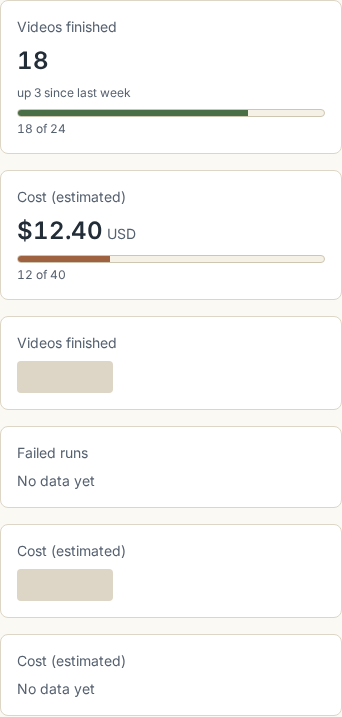 Videos finished
18
up 3 since last week
18 of 24
Cost (estimated)
$12.40 USD
12 of 40
Videos finished
Failed runs
No data yet
Cost (estimated)
Cost (estimated)
No data yet